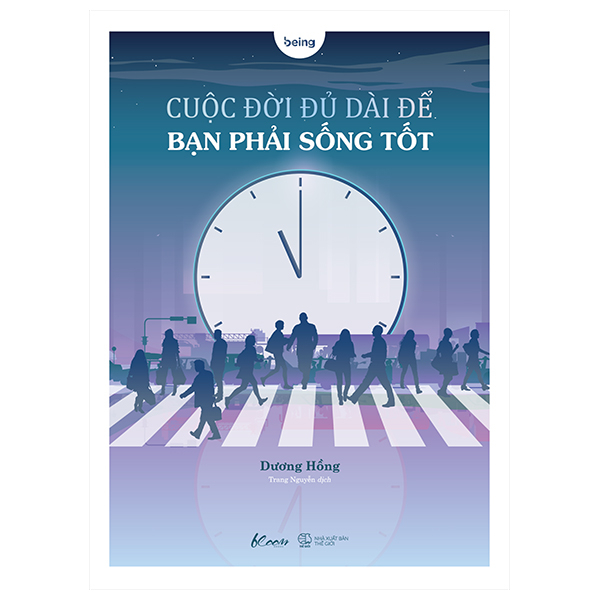 being
CUỘC ĐỜI ĐỦ DÀI ĐỂ
BẠN PHẢI SỐNG TỐT
Dương Hồng
Trang Nguyễn dịch
bloom
NHÀ XUẤT BẢN
THẾ GIỚI